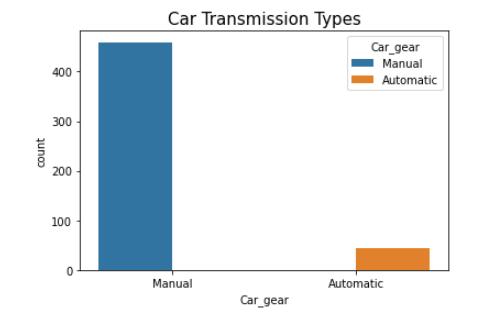 Car Transmission Types
Car_gear
Manual
Automatic
400
300
200
100
0
count
Manual Automatic
Car_gear